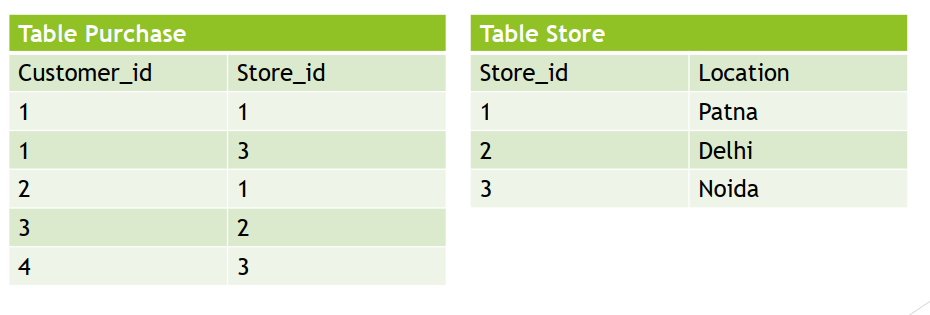 Table Purchase
Customer_id Store_id
1 1
1 3
2 1
3 2
4 3
Table Store
Store_id Location
1 Patna
2 Delhi
3 Noida